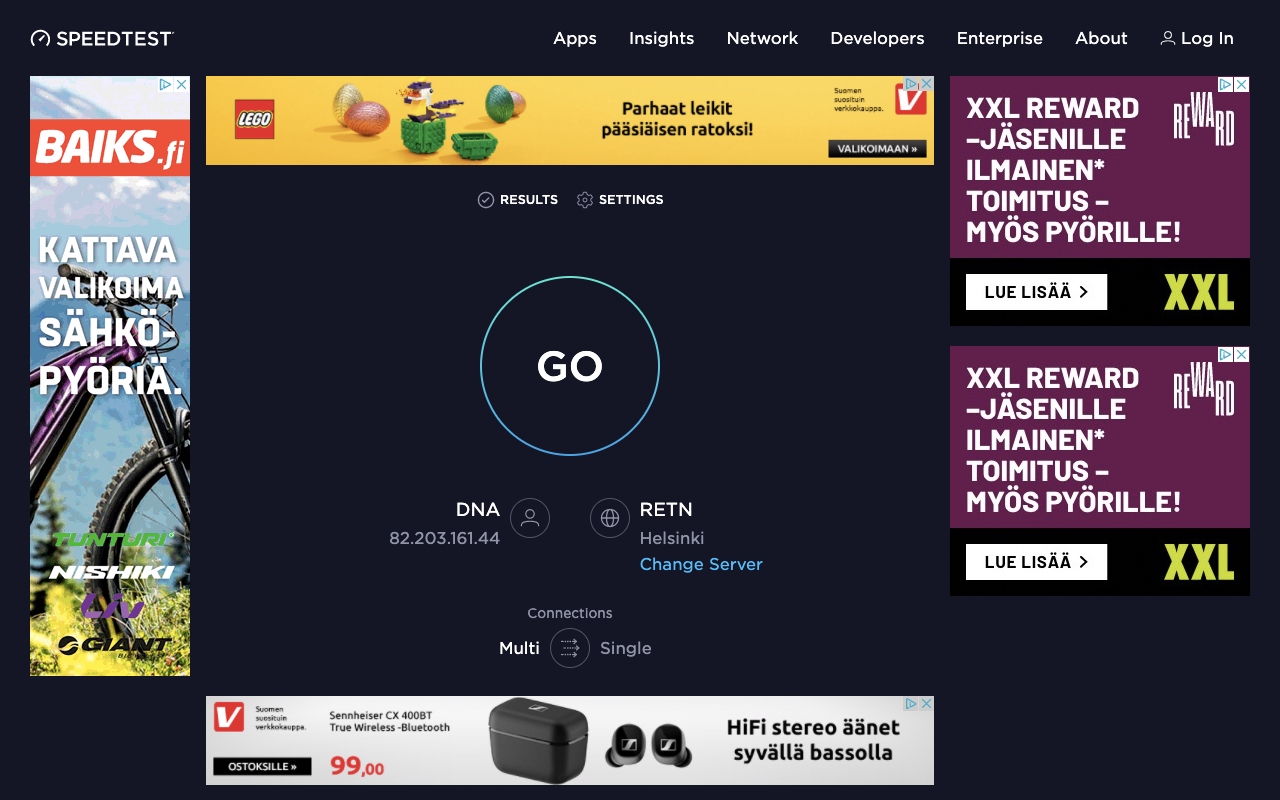 SPEEDTEST
Apps
Insights
Network
Developers
Enterprise
About
Log In
BAIKS.fi
KATTAVA
VALIKOIMA
SÄHKÖ-
PYÖRIÄ.
TUNTURI
NISHIKI
Liv
GIANT
LEGO
Parhaat leikit
pääsiäisen ratoksi!
Suomen
suosituin
verkkokauppa.
V
VALIKOIMAAN »
RESULTS
SETTINGS
GO
DNA
82.203.161.44
RETN
Helsinki
Change Server
Connections
Multi
Single
V
Suomen
suosituin
verkkokauppa.
OSTOKSILLE »
Sennheiser CX 400BT
True Wireless -Bluetooth
99,00
HiFi stereo äänet
syvällä bassolla
XXL REWARD
–JÄSENILLE
ILMAINEN*
TOIMITUS –
MYÖS PYÖRILLE!
REWARD
LUE LISÄÄ
XXL
XXL REWARD
–JÄSENILLE
ILMAINEN*
TOIMITUS –
MYÖS PYÖRILLE!
REWARD
LUE LISÄÄ
XXL